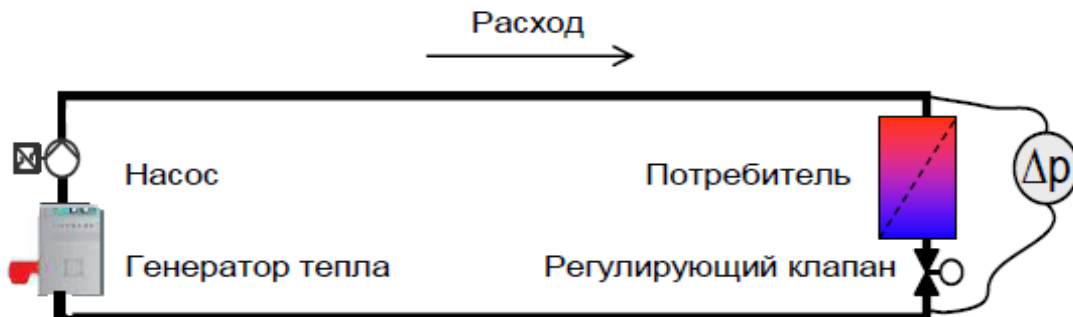 Расход
Насос
Потребитель
Δp
Генератор тепла
Регулирующий клапан